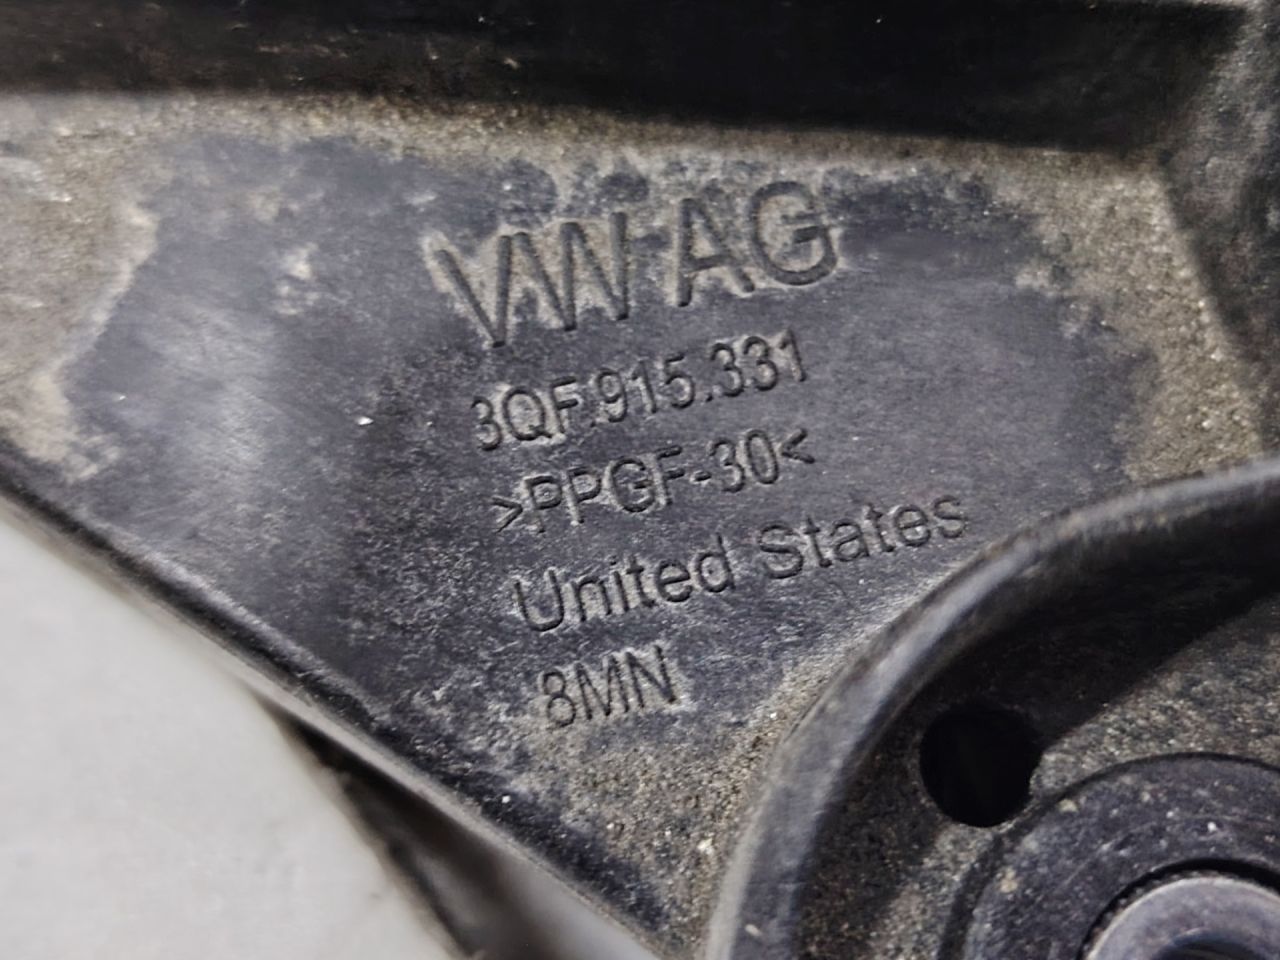 VW AG
3QF.915.331
>PPGF-30<
United States
8MN